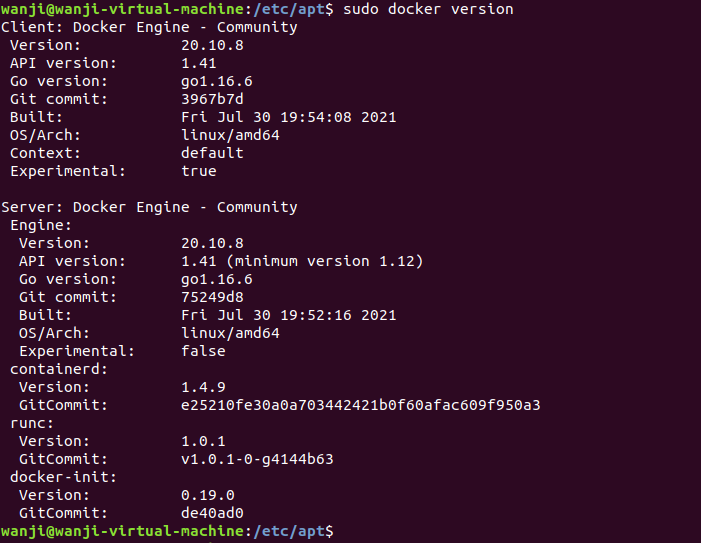 wanji@wanji-virtual-machine:/etc/apt$ sudo docker version
Client: Docker Engine - Community
 Version:           20.10.8
 API version:       1.41
 Go version:        go1.16.6
 Git commit:        3967b7d
 Built:             Fri Jul 30 19:54:08 2021
 OS/Arch:           linux/amd64
 Context:           default
 Experimental:      true

Server: Docker Engine - Community
 Engine:
  Version:          20.10.8
  API version:      1.41 (minimum version 1.12)
  Go version:       go1.16.6
  Git commit:       75249d8
  Built:            Fri Jul 30 19:52:16 2021
  OS/Arch:          linux/amd64
  Experimental:     false
 containerd:
  Version:          1.4.9
  GitCommit:        e25210fe30a0a703442421b0f60afac609f950a3
 runc:
  Version:          1.0.1
  GitCommit:        v1.0.1-0-g4144b63
 docker-init:
  Version:          0.19.0
  GitCommit:        de40ad0
wanji@wanji-virtual-machine:/etc/apt$